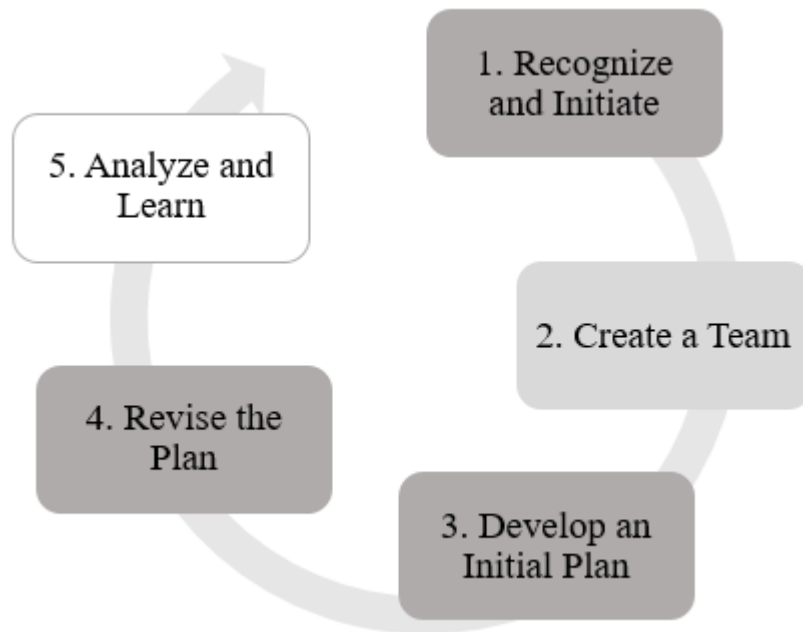 1. Recognize
and Initiate
2. Create a Team
3. Develop an
Initial Plan
4. Revise the
Plan
5. Analyze and
Learn